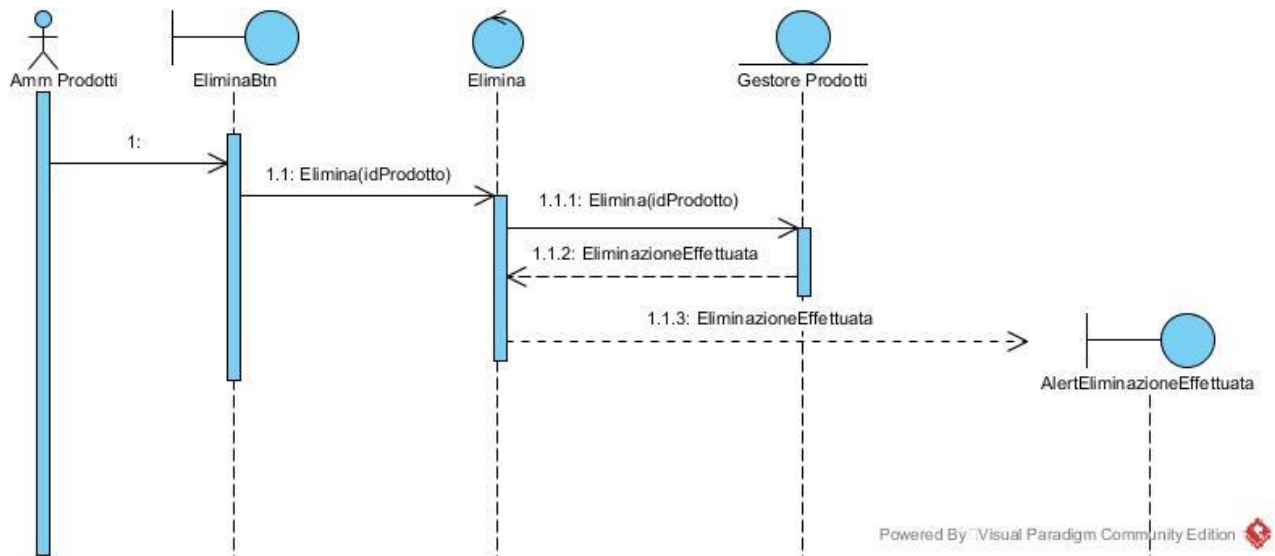 Amm Prodotti
EliminaBtn
Elimina
Gestore Prodotti
1:
1.1: Elimina(idProdotto)
1.1.1: Elimina(idProdotto)
1.1.2: EliminazioneEffettuata
1.1.3: EliminazioneEffettuata
AlertEliminazioneEffettuata
Powered By Visual Paradigm Community Edition